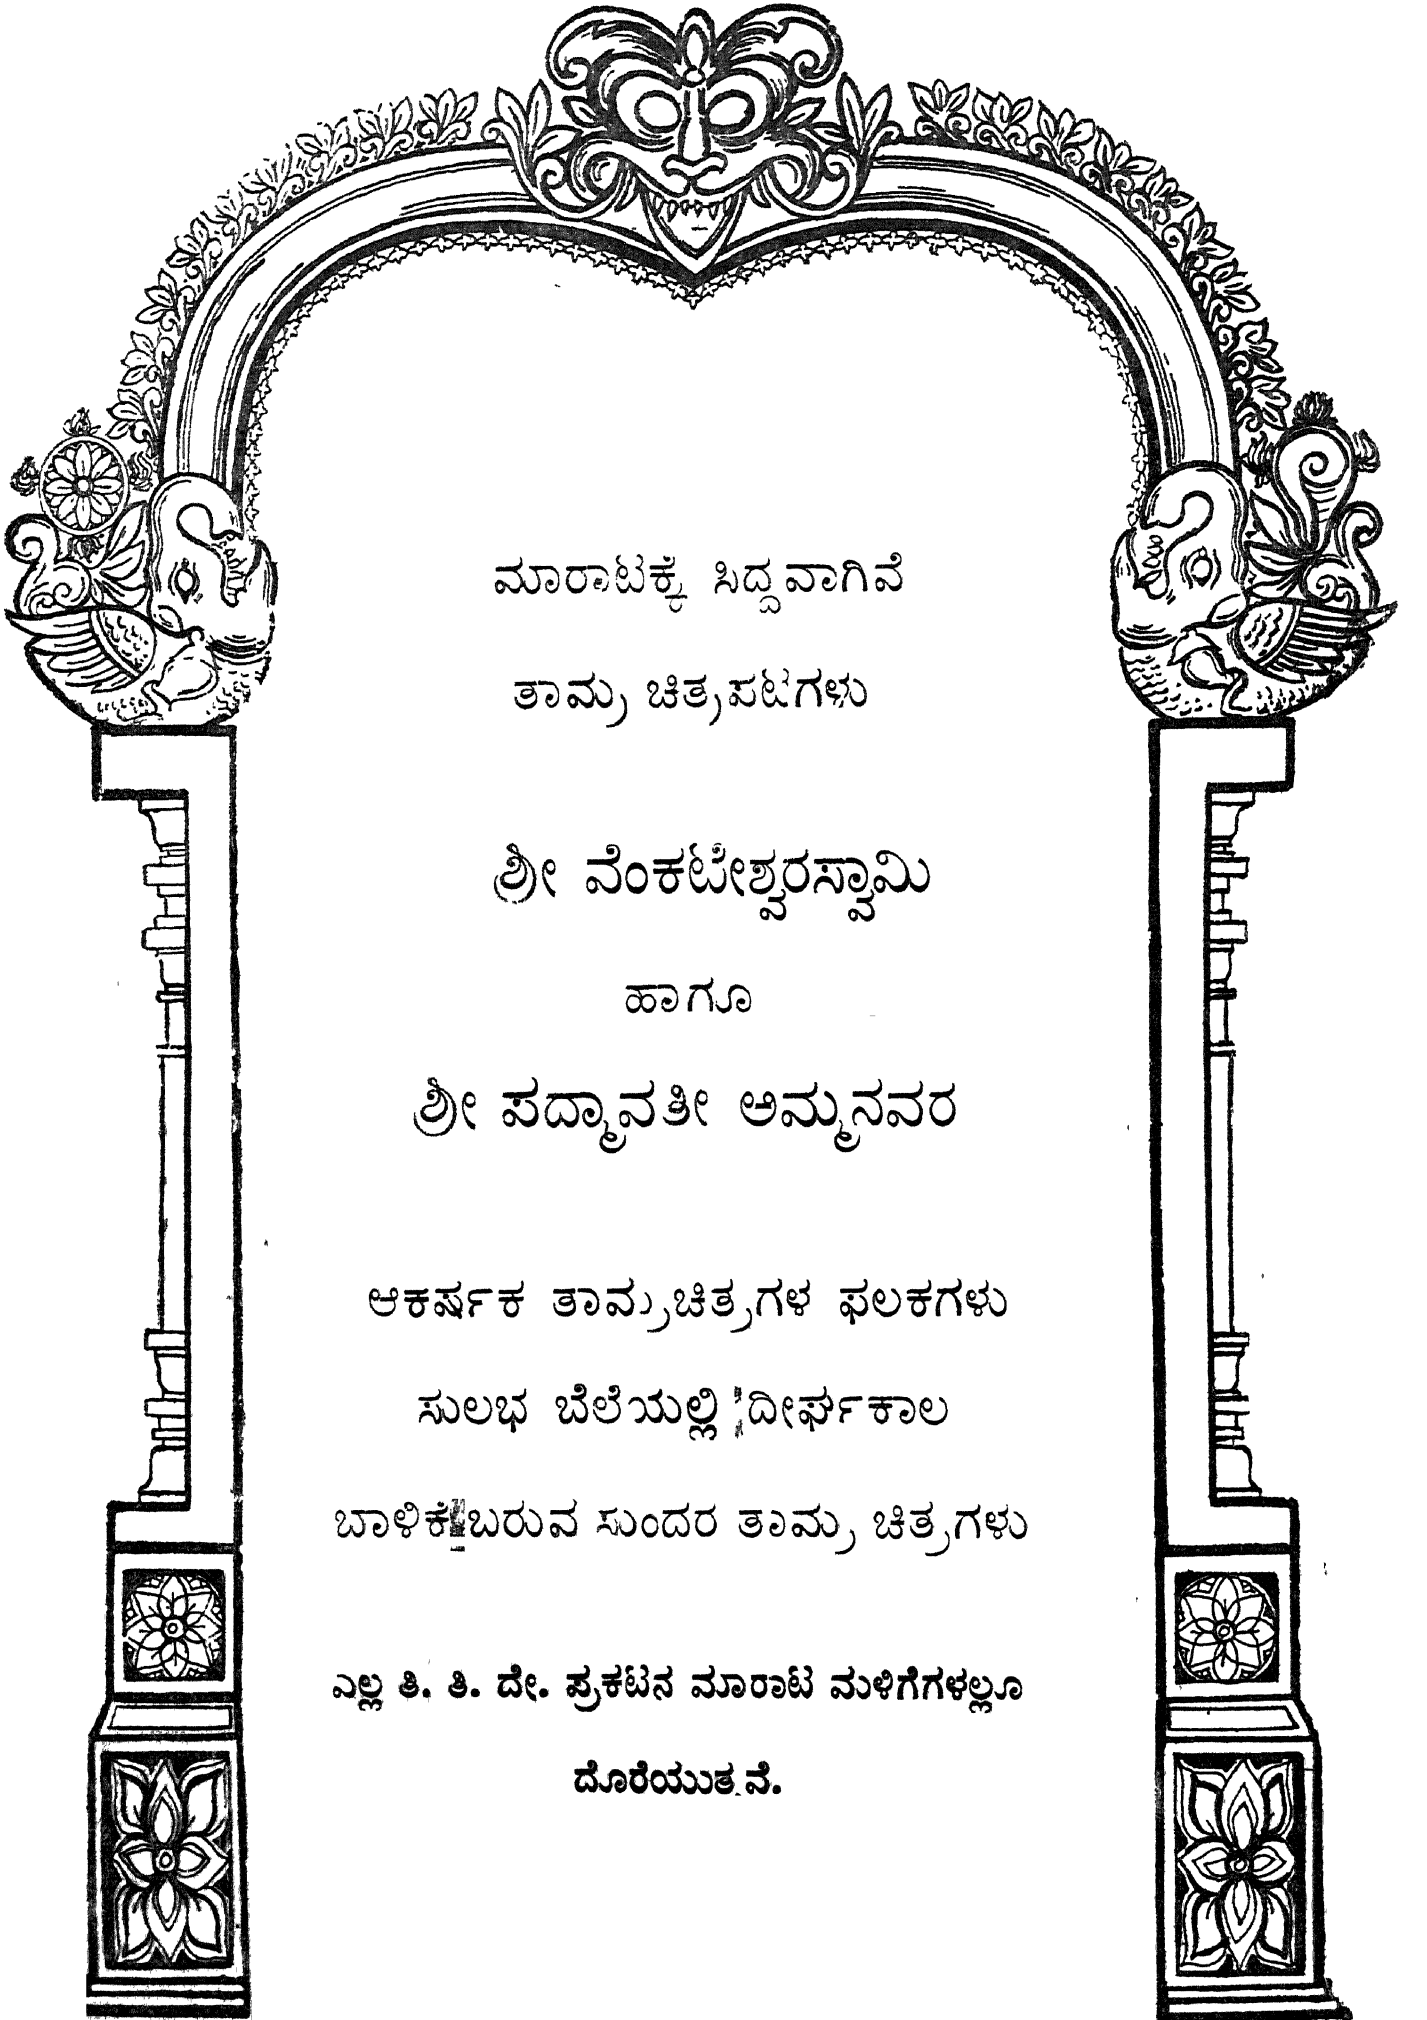 ಮಾರಾಟಕ್ಕೆ ಸಿದ್ದವಾಗಿವೆ
ತಾಮ್ರ ಚಿತ್ರಪಟಗಳು
ಶ್ರೀ ವೆಂಕಟೇಶ್ವರಸ್ವಾಮಿ
ಹಾಗೂ
ಶ್ರೀ ಪದ್ಮಾವತೀ ಅಮ್ಮನವರ
ಆಕರ್ಷಕ ತಾಮ್ರಚಿತ್ರಗಳ ಫಲಕಗಳು
ಸುಲಭ ಬೆಲೆಯಲ್ಲಿ ದೀರ್ಘಕಾಲ
ಬಾಳಿಕೆ ಬರುವ ಸುಂದರ ತಾಮ್ರ ಚಿತ್ರಗಳು
ಎಲ್ಲ ತಿ. ತಿ. ದೇ. ಪ್ರಕಟನ ಮಾರಾಟ ಮಳಿಗೆಗಳಲ್ಲೂ
ದೊರೆಯುತ್ತವೆ.